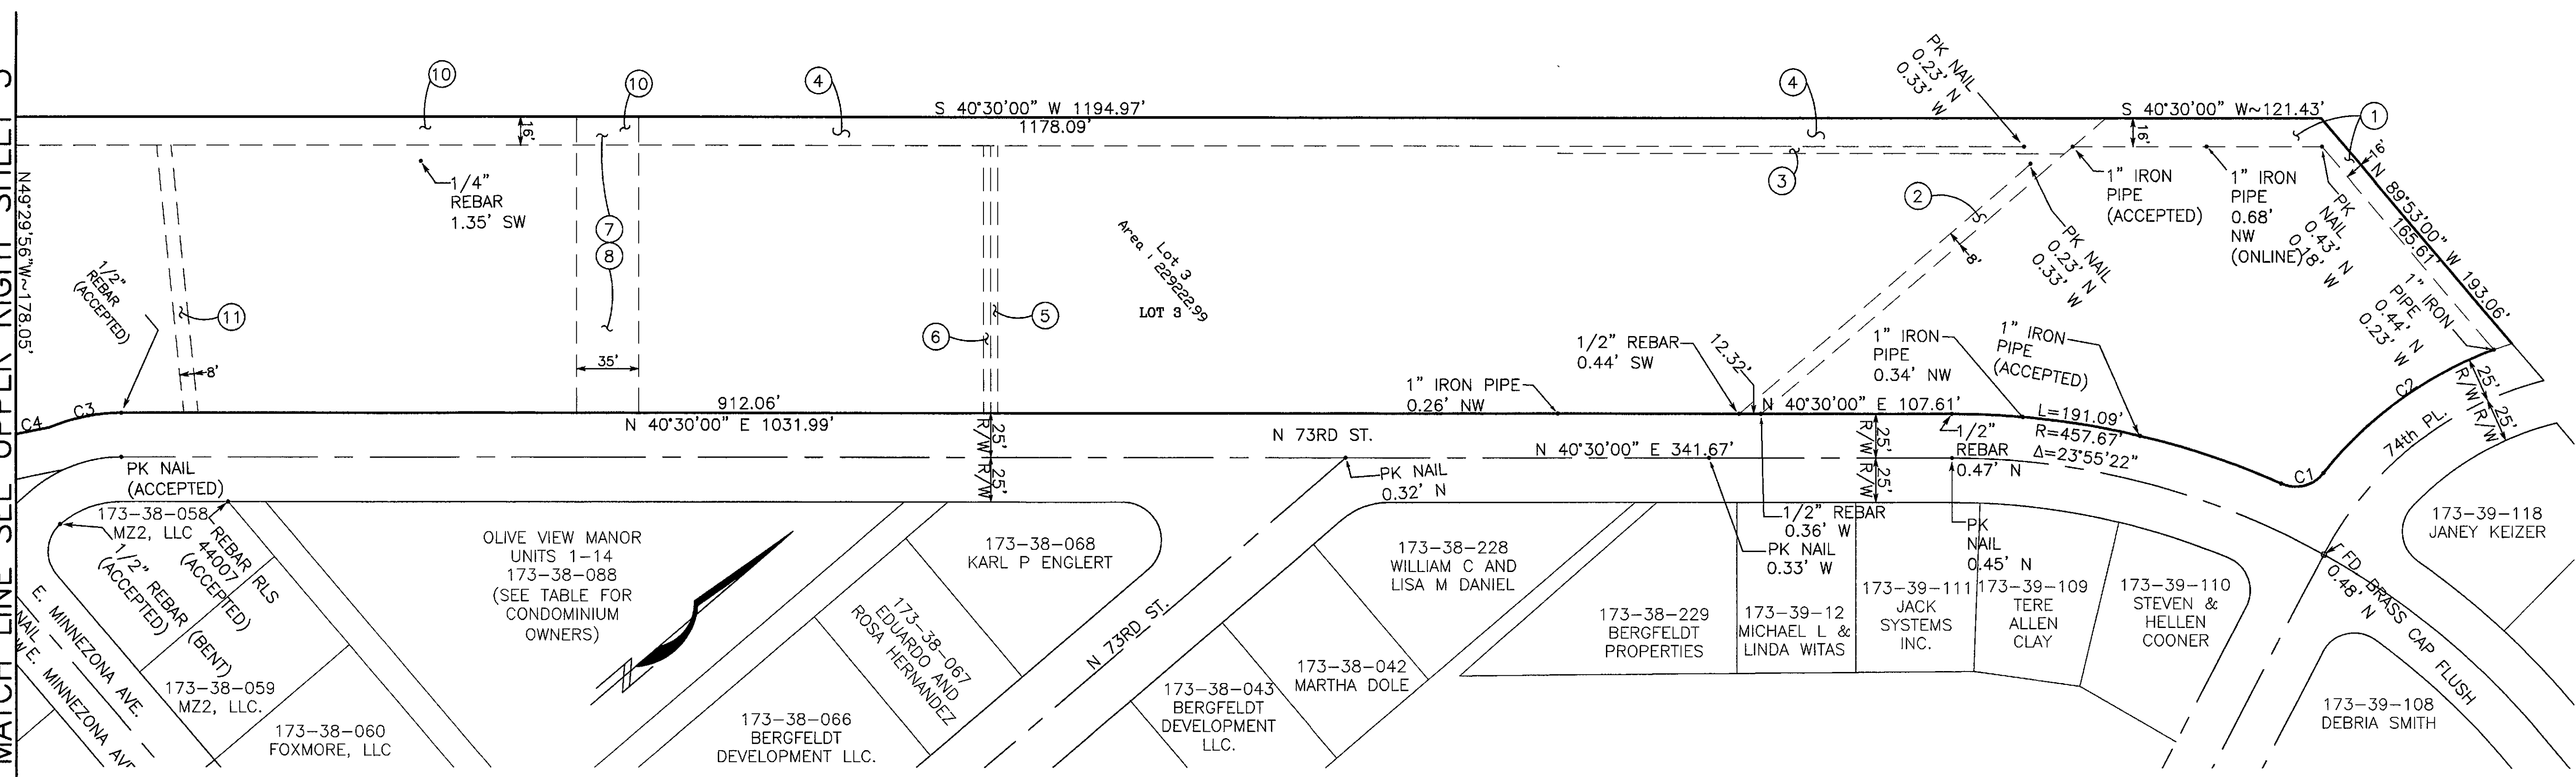 MATCH LINE SEE UPPER RIGHT SHEET
N49°29'56"W~178.05'
10
10
4
S 40°30'00" W 1194.97'
1178.09'
16'
1/4"
REBAR
1.35' SW
7
8
35'
11
8'
1/2"
REBAR
(ACCEPTED)
C4
C3
6
5
Lot 3
Area : 229222.99
LOT 3
4
3
PK NAIL
0.23' N
0.33' W
S 40°30'00" W~121.43'
1
16'
16'
2
8'
PK NAIL
0.23' N
0.33' W
1" IRON
PIPE
(ACCEPTED)
1" IRON
PIPE
0.68'
NW
(ONLINE)
PK
NAIL
0.43' N
0.18' W
N 89°53'00" W 193.06'
165.61'
1" IRON
PIPE
0.44' N
0.23' W
912.06'
N 40°30'00" E 1031.99'
25'
R/W
R/W
25'
1" IRON PIPE
0.26' NW
1/2" REBAR
0.44' SW
12.32'
N 40°30'00" E 107.61'
1" IRON
PIPE
0.34' NW
1" IRON
PIPE
(ACCEPTED)
L=191.09'
R=457.67'
Δ=23°55'22"
1/2"
REBAR
0.47' N
C1
C2
25'
R/W
R/W
25'
74th PL.
N 73RD ST.
N 40°30'00" E 341.67'
25'
R/W
R/W
25'
PK NAIL
0.32' N
1/2" REBAR
0.36' W
PK NAIL
0.33' W
PK
NAIL
0.45' N
FD BRASS CAP FLUSH
0.48' N
PK NAIL
(ACCEPTED)
173-38-058
MZ2, LLC
REBAR RLS
44007
(ACCEPTED)
1/2" REBAR (BENT)
(ACCEPTED)
E. MINNEZONA AVE.
NAIL
E. MINNEZONA AVE
173-38-059
MZ2, LLC.
173-38-060
FOXMORE, LLC
OLIVE VIEW MANOR
UNITS 1-14
173-38-088
(SEE TABLE FOR
CONDOMINIUM
OWNERS)
173-38-066
BERGFELDT
DEVELOPMENT LLC.
173-38-067
EDUARDO AND
ROSA HERNANDEZ
173-38-068
KARL P ENGLERT
N 73RD ST.
173-38-043
BERGFELDT
DEVELOPMENT
LLC.
173-38-042
MARTHA DOLE
173-38-228
WILLIAM C AND
LISA M DANIEL
173-38-229
BERGFELDT
PROPERTIES
173-39-12
MICHAEL L &
LINDA WITAS
173-39-111
JACK
SYSTEMS
INC.
173-39-109
TERE
ALLEN
CLAY
173-39-110
STEVEN &
HELLEN
COONER
173-39-118
JANEY KEIZER
173-39-108
DEBRIA SMITH